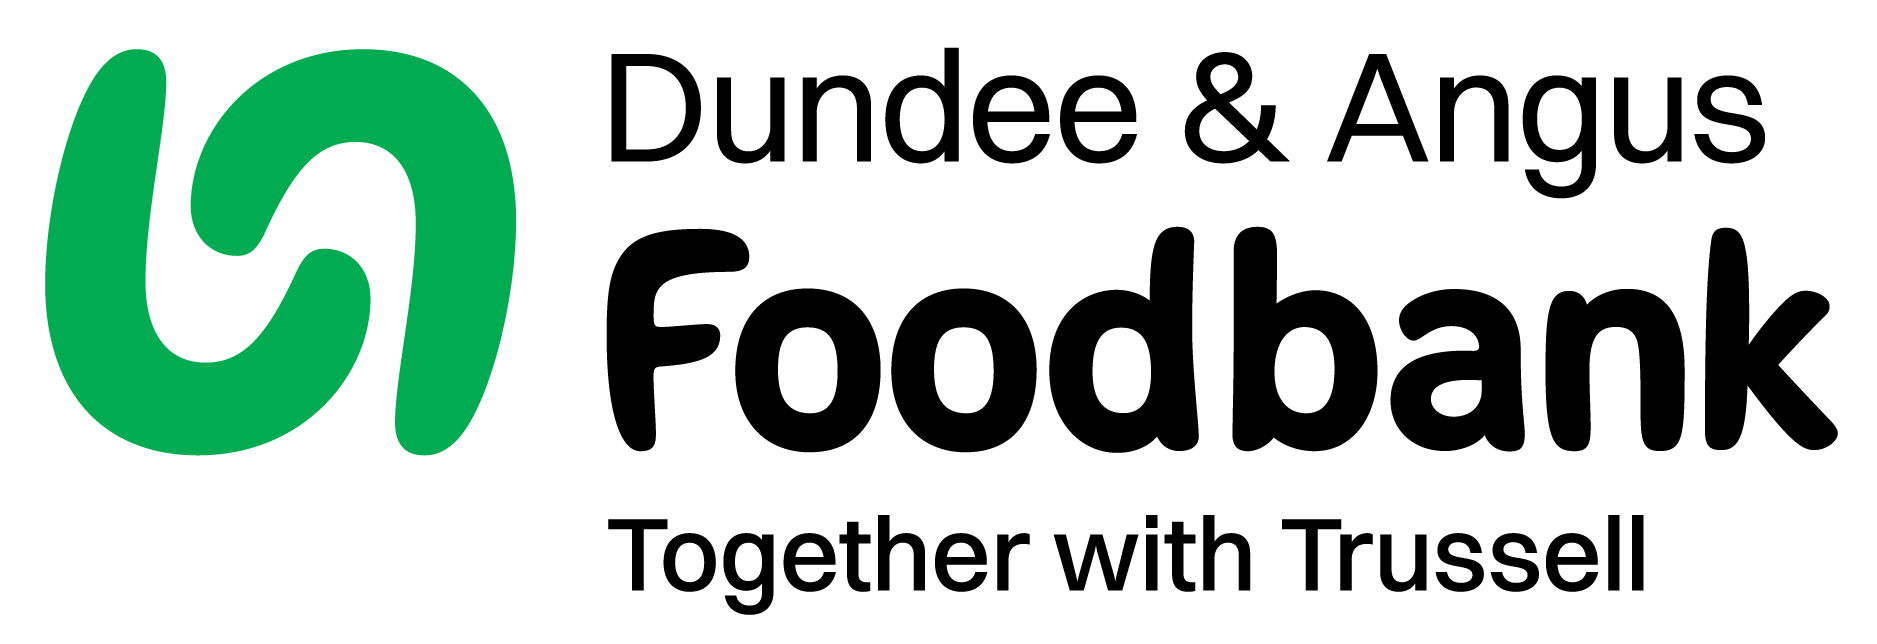 Dundee & Angus
Foodbank
Together with Trussell